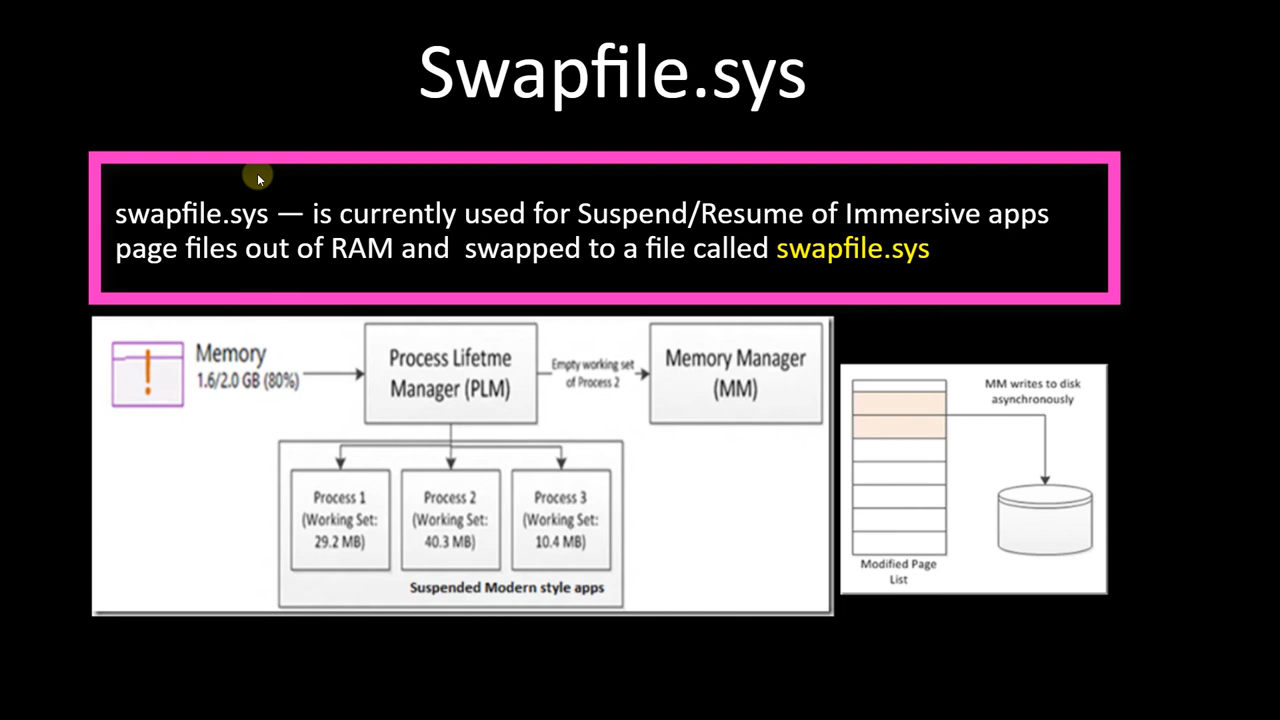 Swapfile.sys
swapfile.sys — is currently used for Suspend/Resume of Immersive apps
page files out of RAM and  swapped to a file called swapfile.sys
!
Memory
1.6/2.0 GB (80%)
Process Lifetme
Manager (PLM)
Empty working set
of Process 2
Memory Manager
(MM)
Process 1
(Working Set:
29.2 MB)
Process 2
(Working Set:
40.3 MB)
Process 3
(Working Set:
10.4 MB)
Suspended Modern style apps
MM writes to disk
asynchronously
Modified Page
List